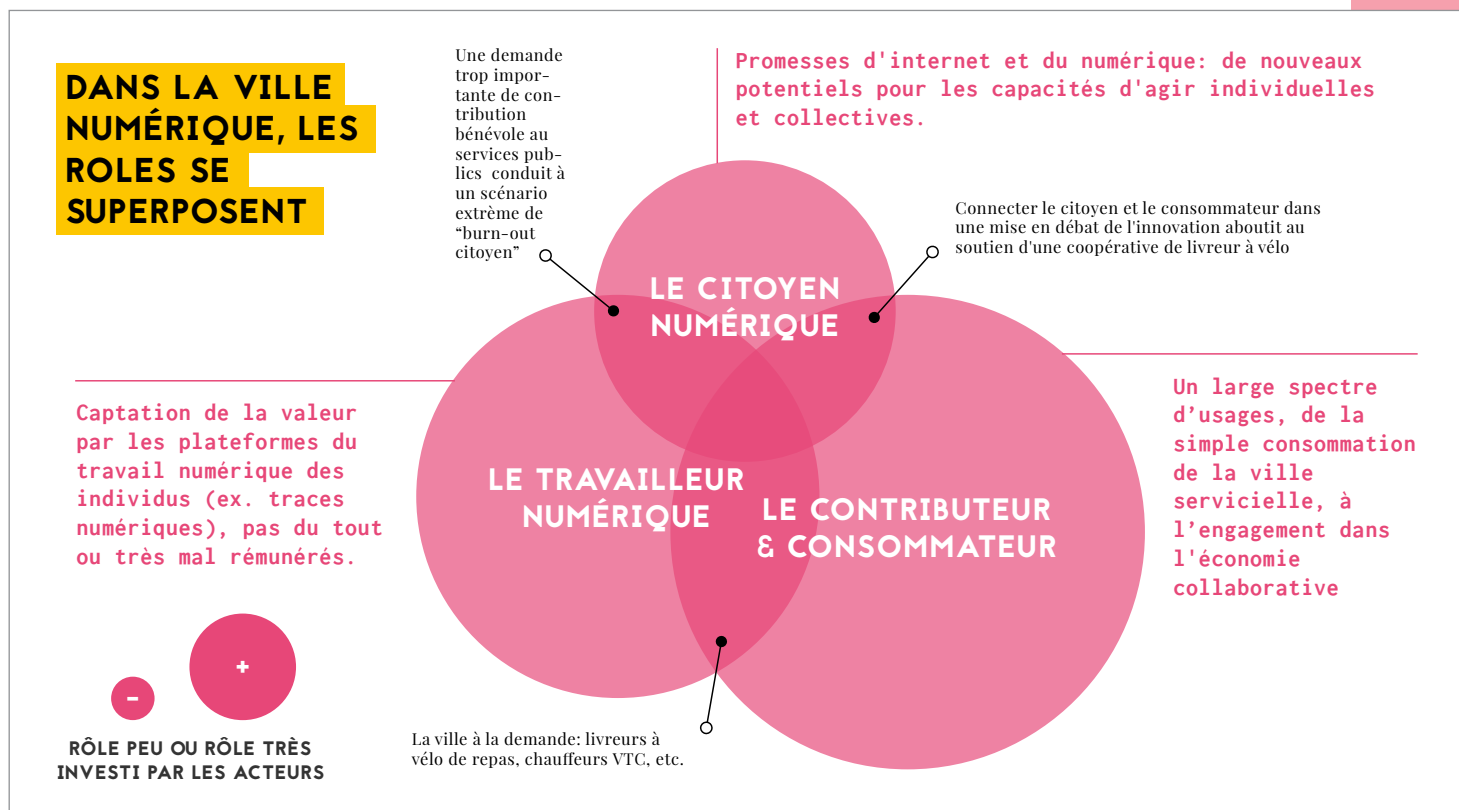 DANS LA VILLE
NUMÉRIQUE, LES
ROLES SE
SUPERPOSENT
Une demande
trop impor-
tante de con-
tribution
bénévole au
services pub-
lics conduit à
un scénario
extrême de
“burn-out
citoyen”
Promesses d'internet et du numérique: de nouveaux
potentiels pour les capacités d'agir individuelles
et collectives.
Connecter le citoyen et le consommateur dans
une mise en débat de l'innovation aboutit au
soutien d'une coopérative de livreur à vélo
LE CITOYEN
NUMÉRIQUE
Captation de la valeur
par les plateformes du
travail numérique des
individus (ex. traces
numériques), pas du tout
ou très mal rémunérés.
LE TRAVAILLEUR
NUMÉRIQUE
LE CONTRIBUTEUR
& CONSOMMATEUR
Un large spectre
d’usages, de la
simple consommation
de la ville
servicielle, à
l’engagement dans
l'économie
collaborative
-
+
RÔLE PEU OU RÔLE TRÈS
INVESTI PAR LES ACTEURS
La ville à la demande: livreurs à
vélo de repas, chauffeurs VTC, etc.